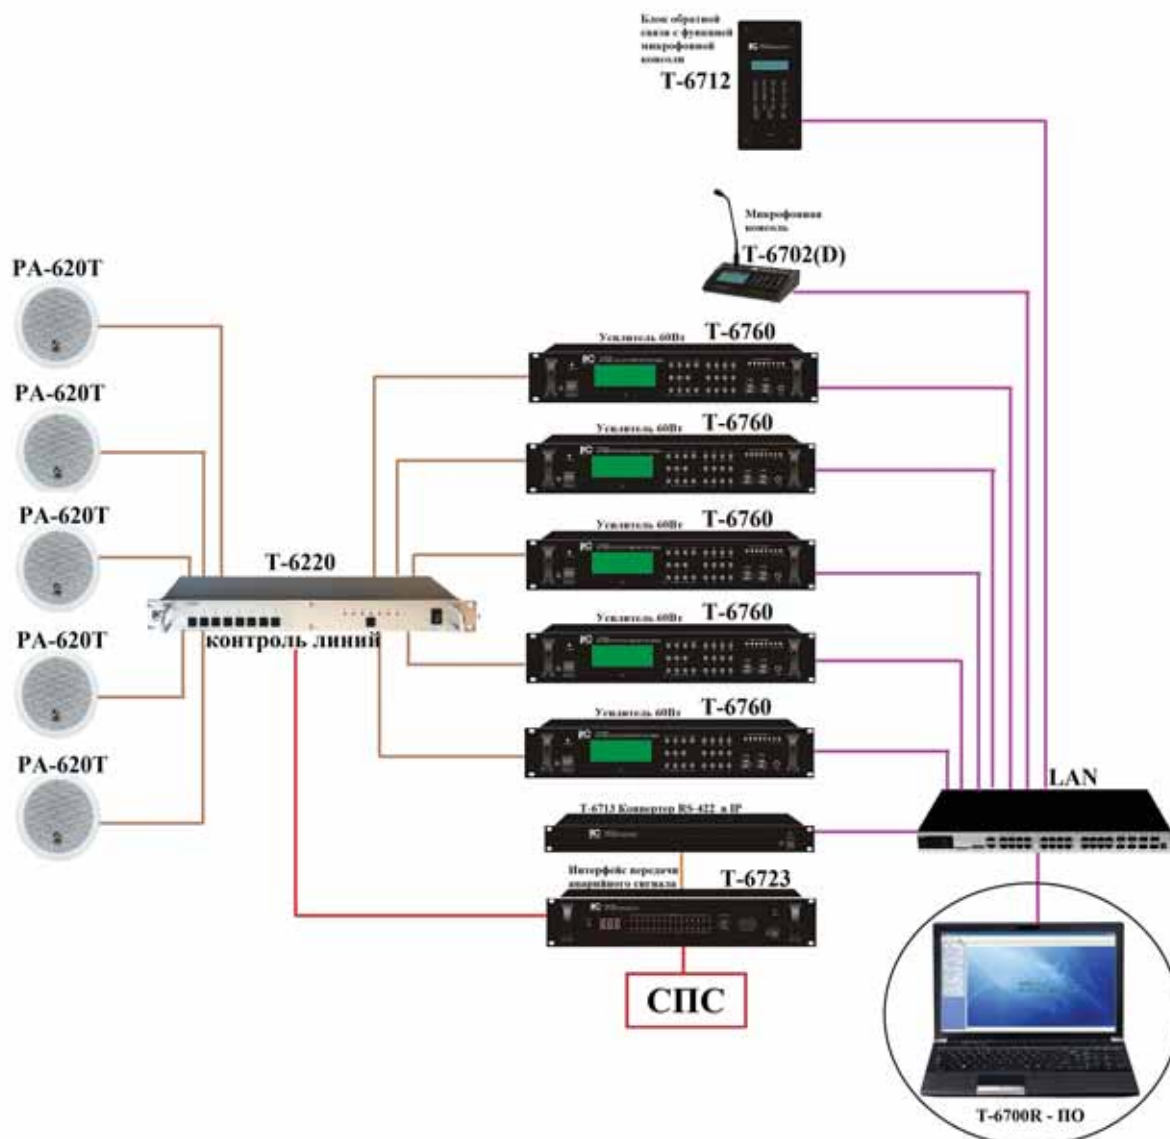 Блок обратной
связи с функцией
микрофонной
консоли
T-6712
Микрофонная
консоль
T-6702(D)
PA-620T
PA-620T
PA-620T
PA-620T
PA-620T
T-6220
контроль линий
Усилитель 60Вт T-6760
Усилитель 60Вт T-6760
Усилитель 60Вт T-6760
Усилитель 60Вт T-6760
Усилитель 60Вт T-6760
LAN
T-6713 Конвертер RS-422 в IP
Интерфейс передачи
аварийного сигнала
T-6723
СПС
T-6700R - ПО